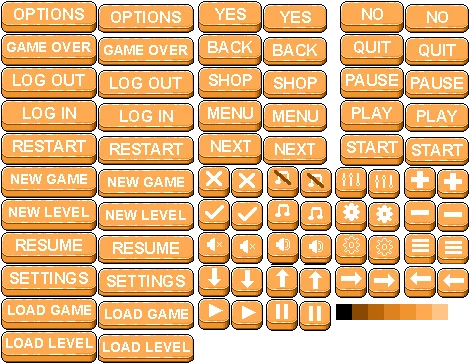 OPTIONS OPTIONS YES YES NO NO
GAME OVER GAME OVER BACK BACK QUIT QUIT
LOG OUT LOG OUT SHOP SHOP PAUSE PAUSE
LOG IN LOG IN MENU MENU PLAY PLAY
RESTART RESTART NEXT NEXT START START
NEW GAME NEW GAME
NEW LEVEL NEW LEVEL
RESUME RESUME
SETTINGS SETTINGS
LOAD GAME LOAD GAME
LOAD LEVEL LOAD LEVEL